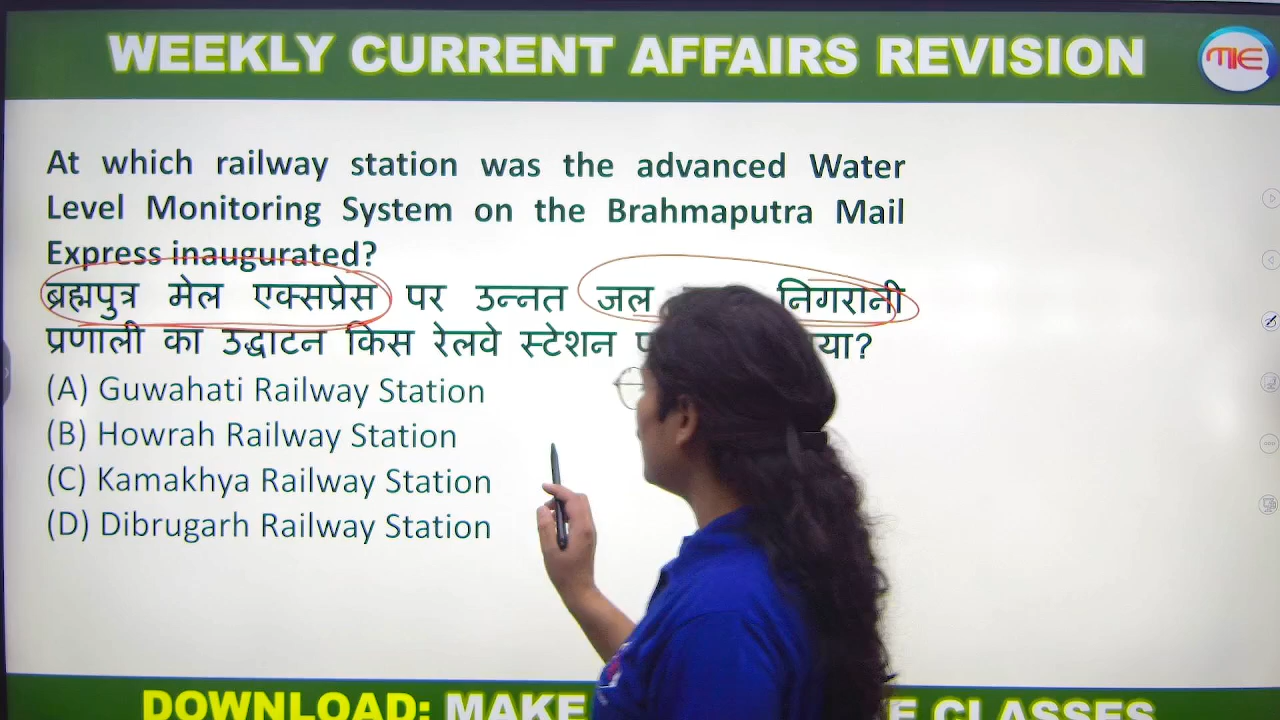 WEEKLY CURRENT AFFAIRS REVISION
MIE
At which railway station was the advanced Water
Level Monitoring System on the Brahmaputra Mail
Express inaugurated?
ब्रह्मपुत्र मेल एक्सप्रेस पर उन्नत जल निगरानी
प्रणाली का उद्धाटन किस रेलवे स्टेशन
(A) Guwahati Railway Station
(B) Howrah Railway Station
(C) Kamakhya Railway Station
(D) Dibrugarh Railway Station
DOWNLOAD: MAKE CLASSES